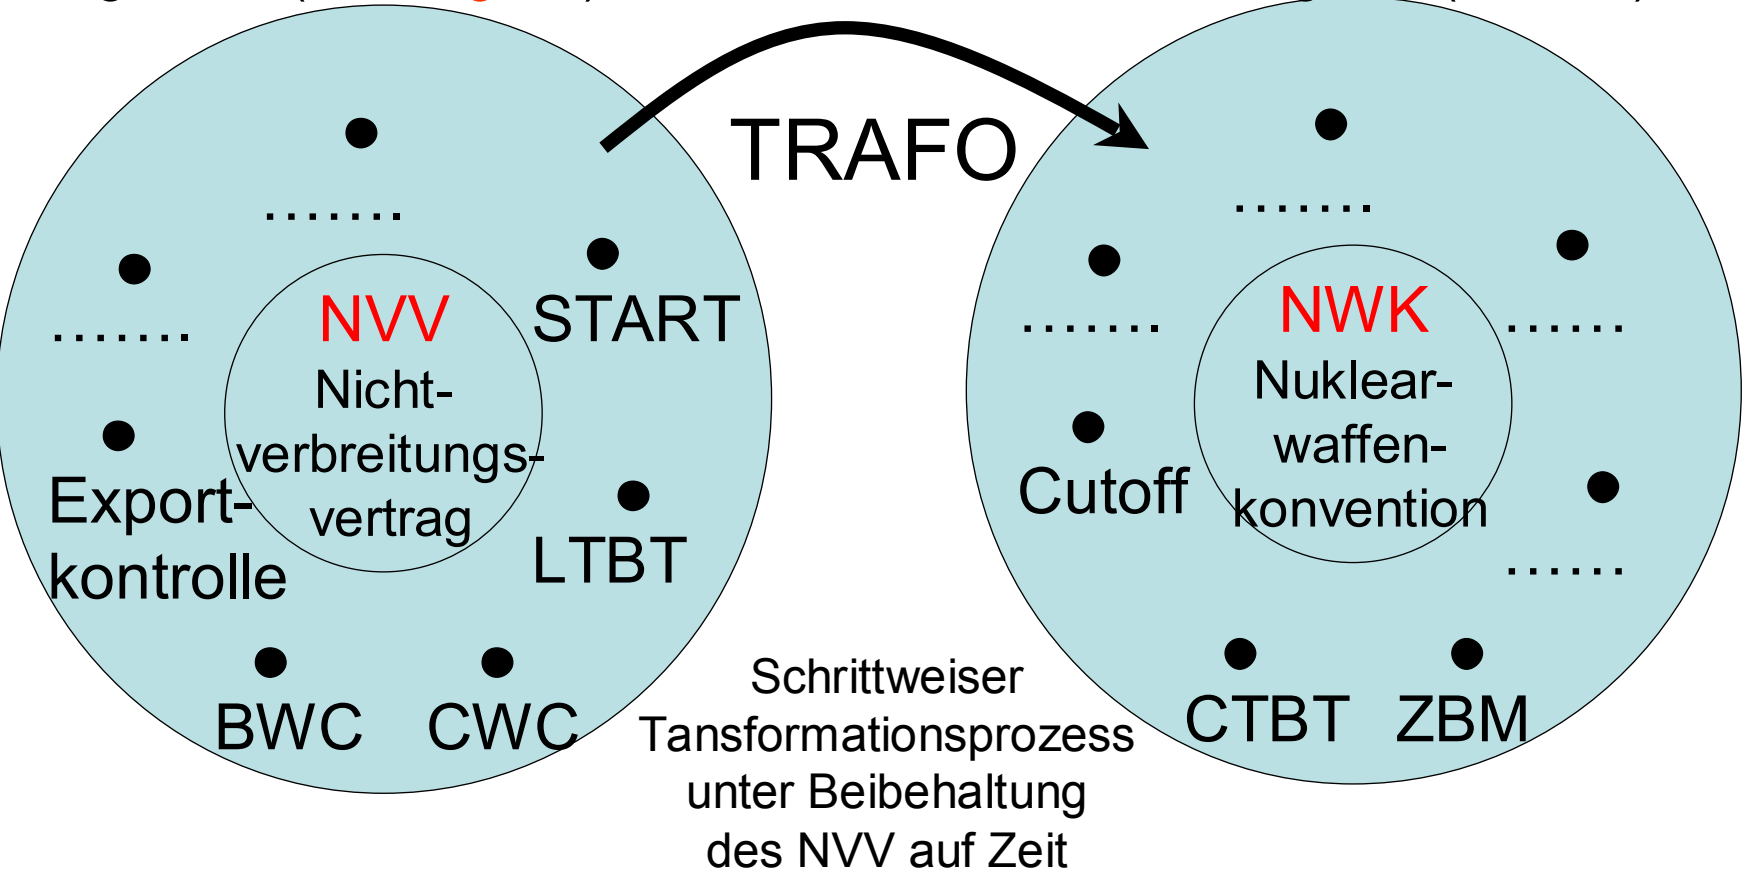 TRAFO
.......
.......
NVV
Nicht-
verbreitungs-
vertrag
START
Export-
kontrolle
LTBT
BWC
CWC
.......
.......
NWK
Nuklear-
waffen-
konvention
......
Cutoff
......
CTBT
ZBM
Schrittweiser
Tansformationsprozess
unter Beibehaltung
des NVV auf Zeit